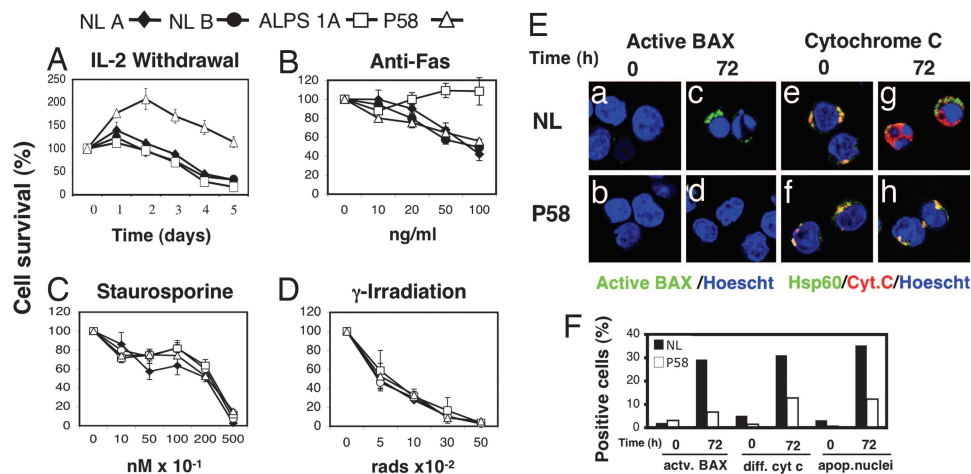 NL A NL B ALPS 1A P58
A IL-2 Withdrawal
250
200
150
100
50
0
0 1 2 3 4 5
Time (days)
B Anti-Fas
120
100
80
60
40
20
0
0 10 20 50 100
ng/ml
Cell survival (%)
C Staurosporine
120
100
80
60
40
20
0
0 10 50 100 200 500
nM x 10-1
D γ-Irradiation
120
100
80
60
40
20
0
0 5 10 30 50
rads x10-2
E Active BAX Cytochrome C
Time (h) 0 72 0 72
NL a c e g
P58 b d f h
Active BAX /Hoescht Hsp60/Cyt.C/Hoescht
F
Positive cells (%)
40
30
20
10
0
NL
P58
Time (h) 0 72 0 72 0 72
actv. BAX diff. cyt c apop.nuclei